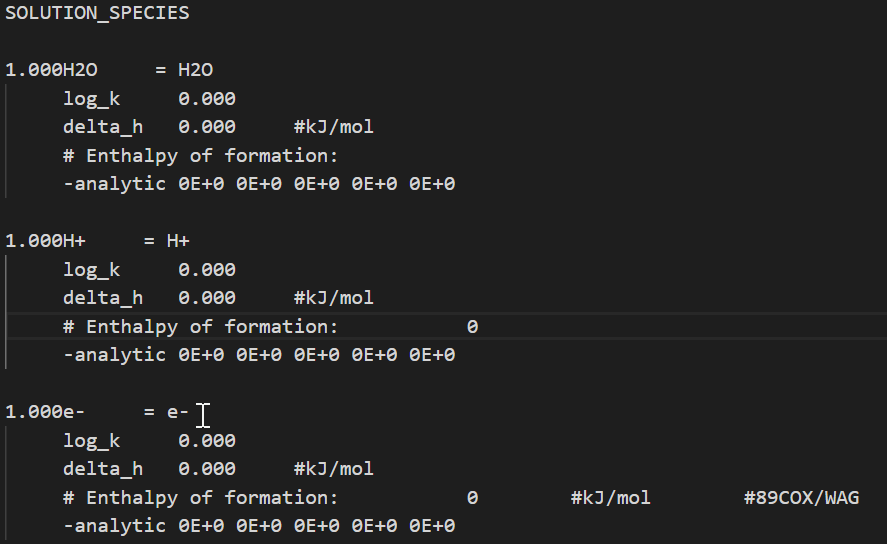 SOLUTION_SPECIES
1.000H2O     = H2O
     log_k     0.000
     delta_h   0.000     #kJ/mol
     # Enthalpy of formation:
     -analytic 0E+0 0E+0 0E+0 0E+0 0E+0
1.000H+     = H+
     log_k     0.000
     delta_h   0.000     #kJ/mol
     # Enthalpy of formation:           0
     -analytic 0E+0 0E+0 0E+0 0E+0 0E+0
1.000e-     = e-
     log_k     0.000
     delta_h   0.000     #kJ/mol
     # Enthalpy of formation:           0        #kJ/mol        #89COX/WAG
     -analytic 0E+0 0E+0 0E+0 0E+0 0E+0